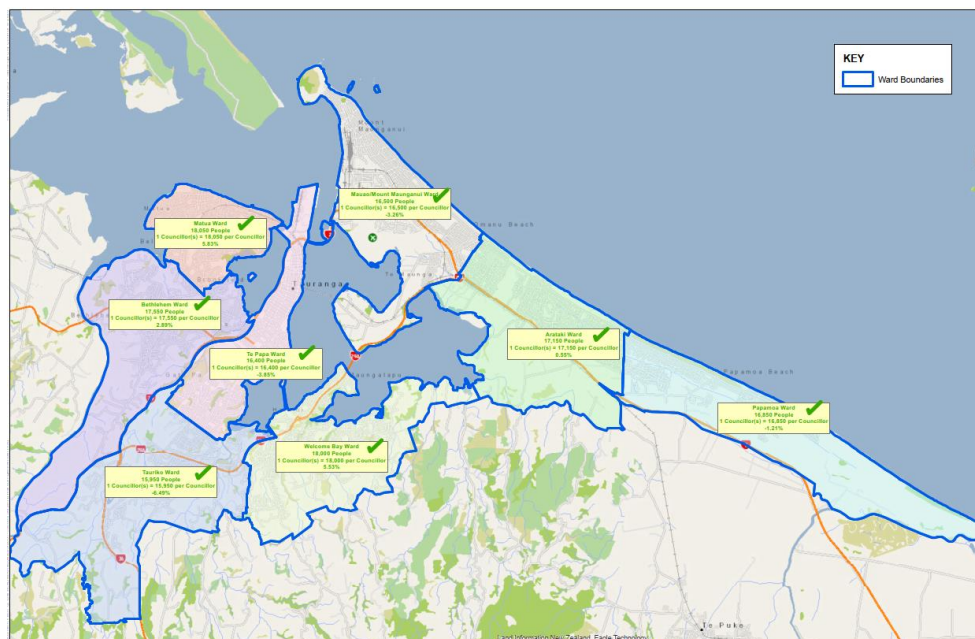 KEY
Ward Boundaries
Mount
Maunganui
Mauao/Mount Maunganui Ward
16,500 People
1 Councillor(s) = 16,500 per Councillor
-3.26%
Matua Ward
18,050 People
1 Councillor(s) = 18,050 per Councillor
5.83%
Bethlehem Ward
17,550 People
1 Councillor(s) = 17,550 per Councillor
2.89%
Te Papa Ward
16,400 People
1 Councillor(s) = 16,400 per Councillor
-3.85%
Arataki Ward
17,150 People
1 Councillor(s) = 17,150 per Councillor
0.55%
Papamoa Beach
Papamoa Ward
16,850 People
1 Councillor(s) = 16,850 per Councillor
-1.21%
Welcome Bay Ward
18,000 People
1 Councillor(s) = 18,000 per Councillor
5.53%
Tauriko Ward
15,950 People
1 Councillor(s) = 15,950 per Councillor
-6.49%
Te Puke
Land Information New Zealand, Eagle Technology